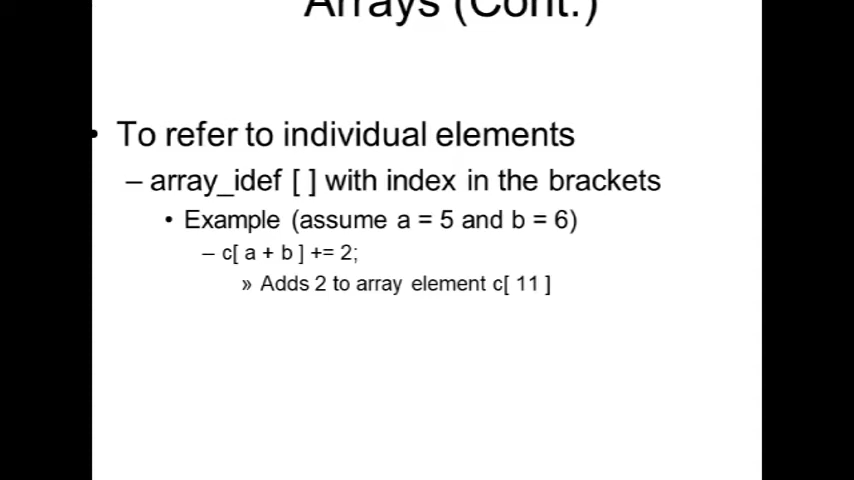 Arrays (Cont.)
• To refer to individual elements
– array_idef [ ] with index in the brackets
• Example (assume a = 5 and b = 6)
– c[ a + b ] += 2;
» Adds 2 to array element c[ 11 ]